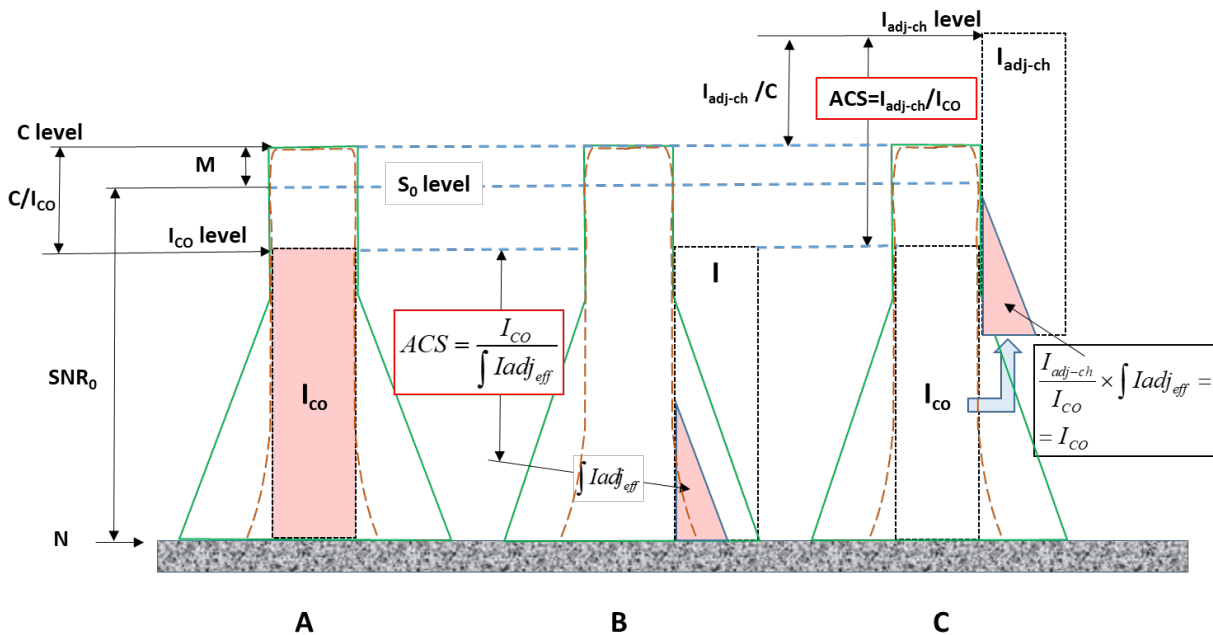 I_adj-ch level
I_adj-ch
I_adj-ch /C
ACS=I_adj-ch/I_CO
C level
M
C/I_CO
S_0 level
I_CO level
I
ACS = I_CO / ∫ Iadj_eff
SNR_0
I_co
I_co
I_adj-ch / I_CO × ∫ Iadj_eff =
= I_CO
∫ Iadj_eff
N
A
B
C